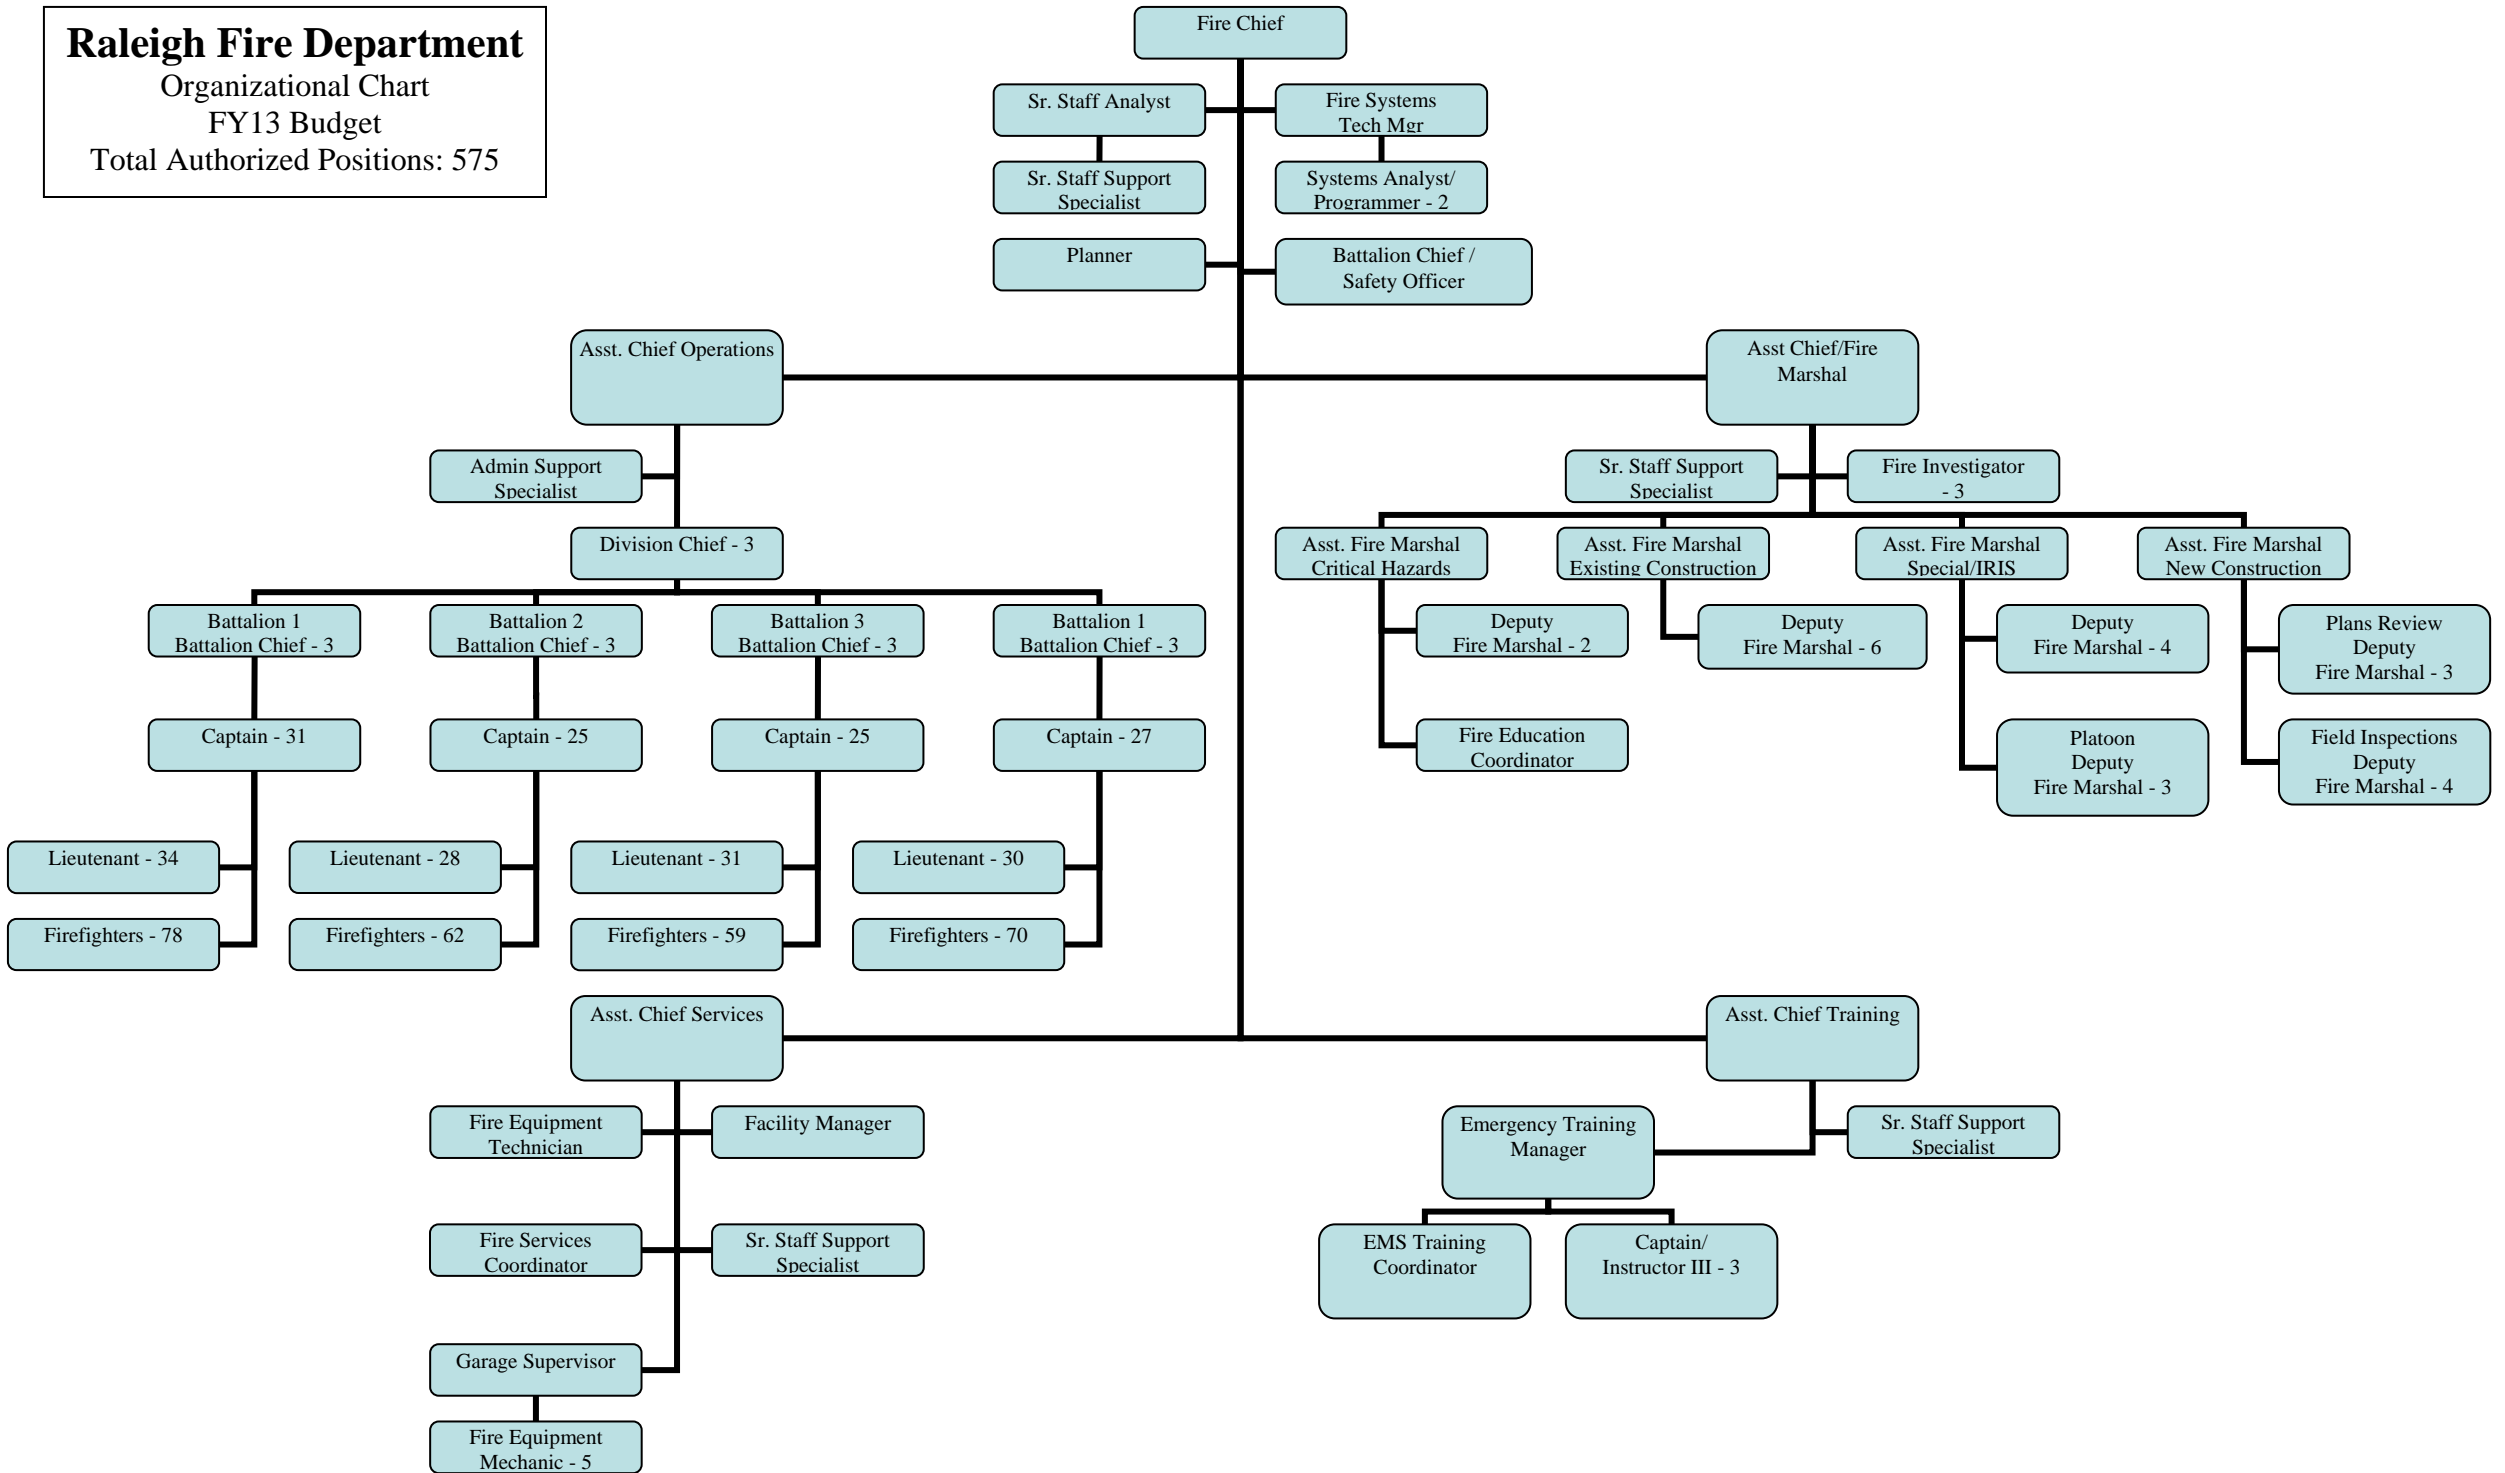 Raleigh Fire Department
Organizational Chart
FY13 Budget
Total Authorized Positions: 575
Fire Chief
Sr. Staff Analyst
Fire Systems
Tech Mgr
Sr. Staff Support
Specialist
Systems Analyst/
Programmer - 2
Planner
Battalion Chief /
Safety Officer
Asst. Chief Operations
Asst Chief/Fire
Marshal
Admin Support
Specialist
Sr. Staff Support
Specialist
Fire Investigator
- 3
Division Chief - 3
Asst. Fire Marshal
Critical Hazards
Asst. Fire Marshal
Existing Construction
Asst. Fire Marshal
Special/IRIS
Asst. Fire Marshal
New Construction
Battalion 1
Battalion Chief - 3
Battalion 2
Battalion Chief - 3
Battalion 3
Battalion Chief - 3
Battalion 1
Battalion Chief - 3
Deputy
Fire Marshal - 2
Deputy
Fire Marshal - 6
Deputy
Fire Marshal - 4
Plans Review
Deputy
Fire Marshal - 3
Captain - 31
Captain - 25
Captain - 25
Captain - 27
Fire Education
Coordinator
Platoon
Deputy
Fire Marshal - 3
Field Inspections
Deputy
Fire Marshal - 4
Lieutenant - 34
Lieutenant - 28
Lieutenant - 31
Lieutenant - 30
Firefighters - 78
Firefighters - 62
Firefighters - 59
Firefighters - 70
Asst. Chief Services
Asst. Chief Training
Fire Equipment
Technician
Facility Manager
Emergency Training
Manager
Sr. Staff Support
Specialist
Fire Services
Coordinator
Sr. Staff Support
Specialist
EMS Training
Coordinator
Captain/
Instructor III - 3
Garage Supervisor
Fire Equipment
Mechanic - 5